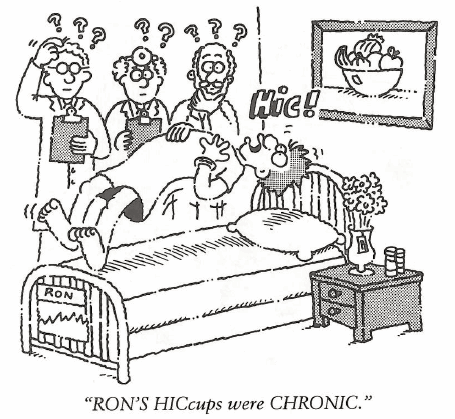 ? ? ? ? ? ? ? ? ?
Hic!
RON
"RON'S HICcups were CHRONIC."